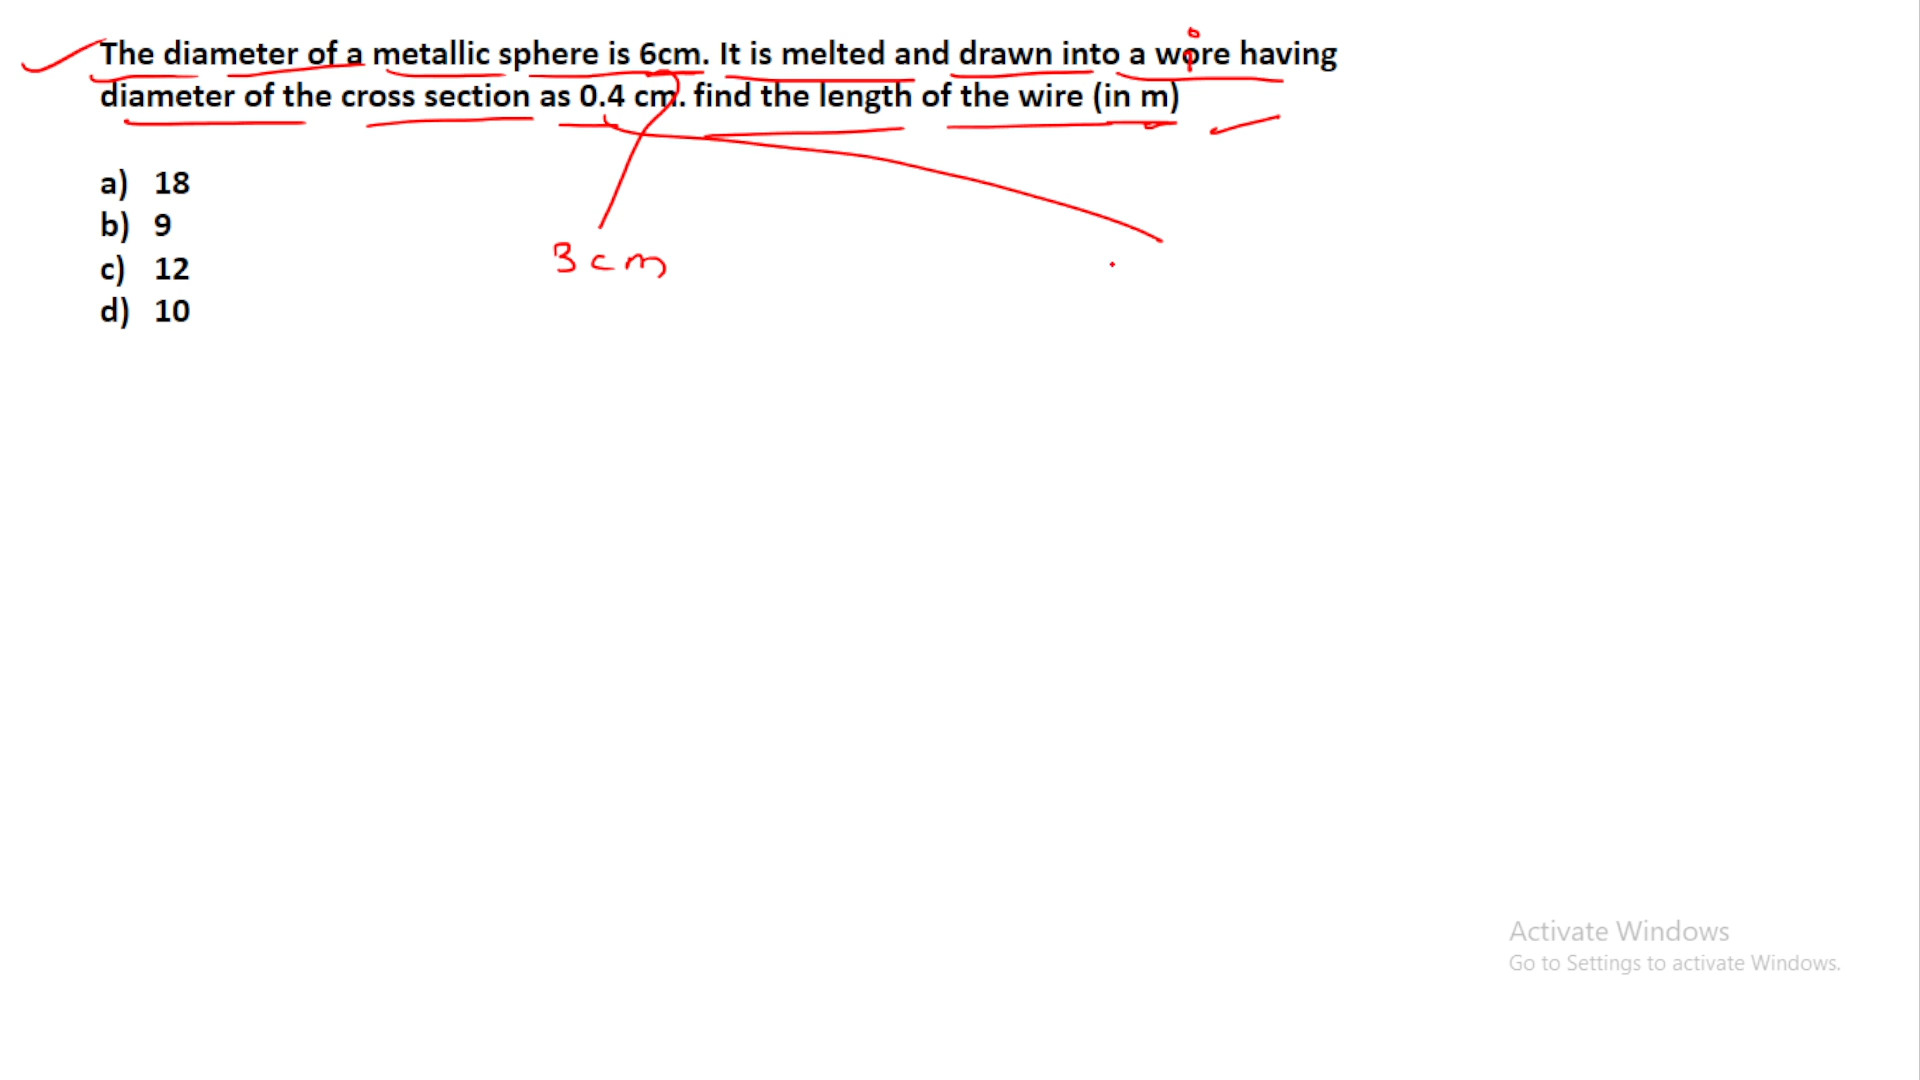 The diameter of a metallic sphere is 6cm. It is melted and drawn into a wore having
diameter of the cross section as 0.4 cm. find the length of the wire (in m)
a) 18
b) 9
c) 12
d) 10
3cm
Activate Windows
Go to Settings to activate Windows.